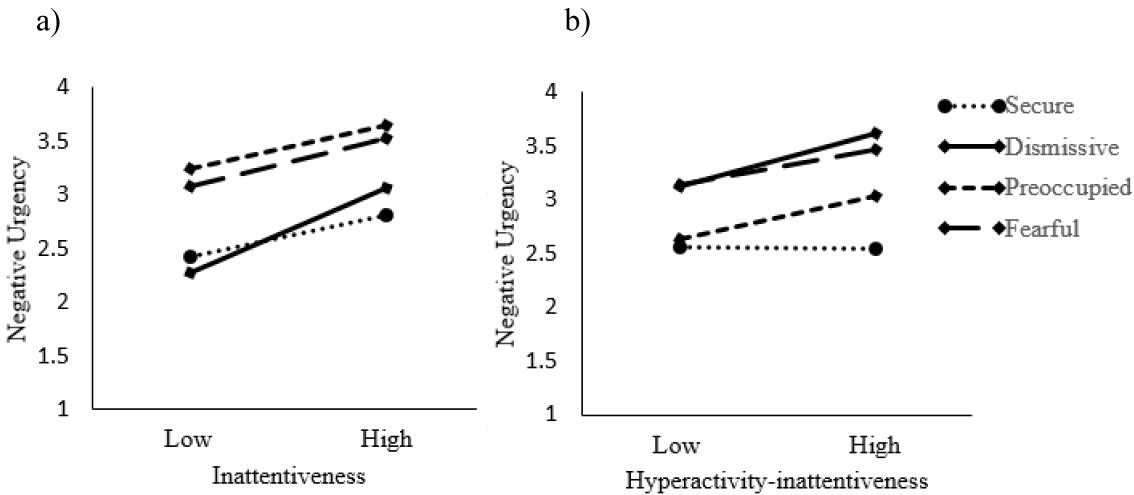 a)
Negative Urgency
4
3.5
3
2.5
2
1.5
1
Low High
Inattentiveness
b)
Negative Urgency
4
3.5
3
2.5
2
1.5
1
Low High
Hyperactivity-inattentiveness
Secure
Dismissive
Preoccupied
Fearful